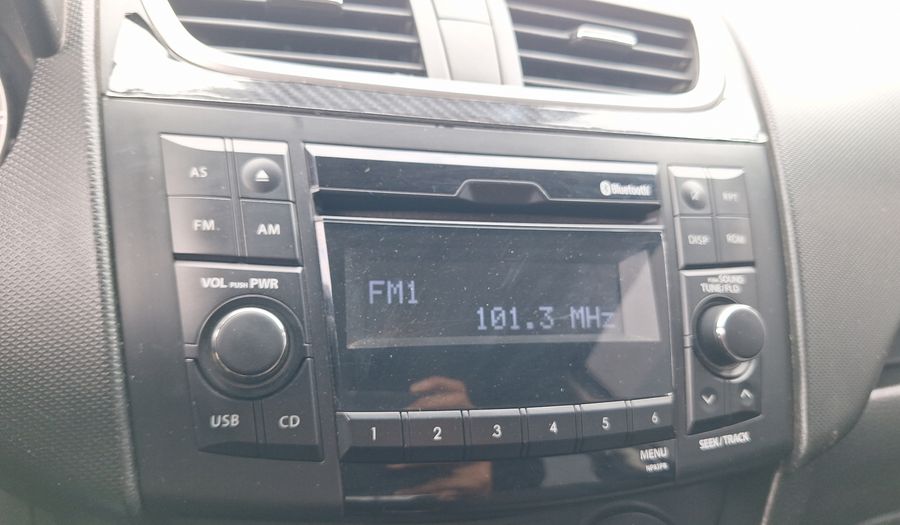 AS
FM
AM
VOL PUSH PWR
USB
CD
Bluetooth
FM1
101.3 MHz
1 2 3 4 5 6
MENU
RPT
DISP
RDM
PUSH SOUND
TUNE/FLD
SEEK/TRACK